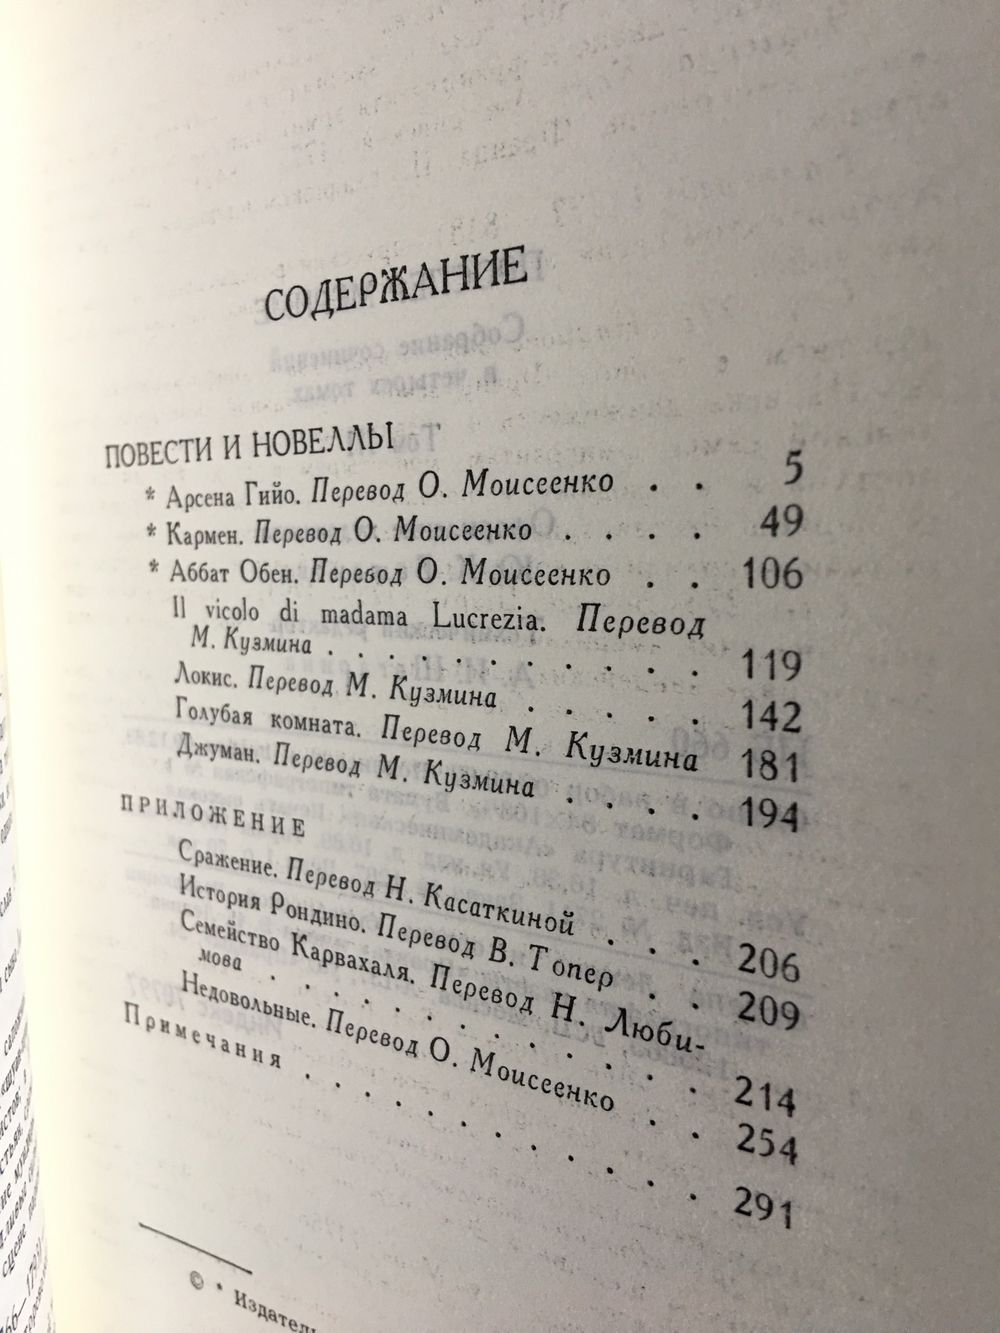 СОДЕРЖАНИЕ
ПОВЕСТИ И НОВЕЛЛЫ
* Арсена Гийо. Перевод О. Моисеенко . . 5
* Кармен. Перевод О. Моисеенко . . . . 49
* Аббат Обен. Перевод О. Моисеенко . . 106
Il vicolo di madama Lucrezia. Перевод
М. Кузмина . . . . . . . . . . 119
Локис. Перевод М. Кузмина . . . . . 142
Голубая комната. Перевод М. Кузмина 181
Джуман. Перевод М. Кузмина . . . . 194
ПРИЛОЖЕНИЕ
Сражение. Перевод Н. Касаткиной . . . 206
История Рондино. Перевод В. Топер . . 209
Семейство Карвахаля. Перевод Н. Люби-
мова . . . . . . . . . . . 214
Недовольные. Перевод О. Моисеенко . . 254
Примечания . . . . . . . . . . 291
© * Издатель